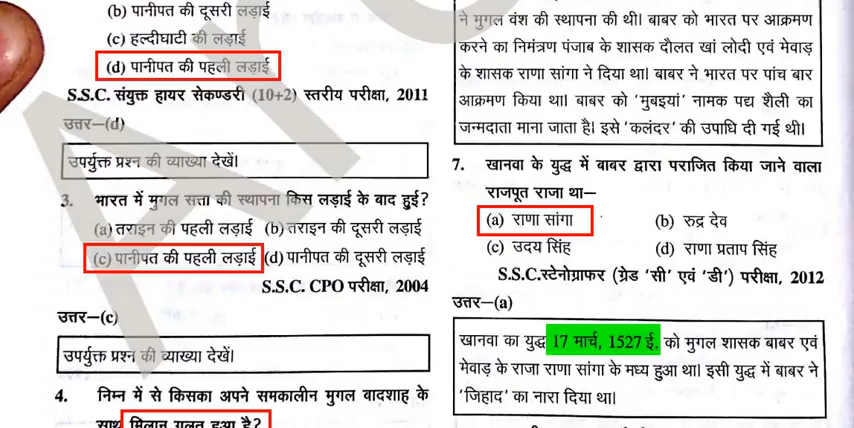 (b) पानीपत की दूसरी लड़ाई
(c) हल्दीघाटी की लड़ाई
(d) पानीपत की पहली लड़ाई
S.S.C. संयुक्त हायर सेकण्डरी (10+2) स्तरीय परीक्षा, 2011
उत्तर—(d)
उपर्युक्त प्रश्न की व्याख्या देखें।
3. भारत में मुगल सत्ता की स्थापना किस लड़ाई के बाद हुई?
(a) तराइन की पहली लड़ाई (b) तराइन की दूसरी लड़ाई
(c) पानीपत की पहली लड़ाई (d) पानीपत की दूसरी लड़ाई
S.S.C. CPO परीक्षा, 2004
उत्तर—(c)
उपर्युक्त प्रश्न की व्याख्या देखें।
4. निम्न में से किसका अपने समकालीन मुगल बादशाह के
साथ मिलान गलत हुआ है?
ने मुगल वंश की स्थापना की थी। बाबर को भारत पर आक्रमण
करने का निमंत्रण पंजाब के शासक दौलत खां लोदी एवं मेवाड़
के शासक राणा सांगा ने दिया था। बाबर ने भारत पर पांच बार
आक्रमण किया था। बाबर को 'मुबइयां' नामक पद्य शैली का
जन्मदाता माना जाता है। इसे 'कलंदर' की उपाधि दी गई थी।
7. खानवा के युद्ध में बाबर द्वारा पराजित किया जाने वाला
राजपूत राजा था—
(a) राणा सांगा (b) रुद्र देव
(c) उदय सिंह (d) राणा प्रताप सिंह
S.S.C.स्टेनोग्राफर (ग्रेड 'सी' एवं 'डी') परीक्षा, 2012
उत्तर—(a)
खानवा का युद्ध 17 मार्च, 1527 ई. को मुगल शासक बाबर एवं
मेवाड़ के राजा राणा सांगा के मध्य हुआ था। इसी युद्ध में बाबर ने
'जिहाद' का नारा दिया था।